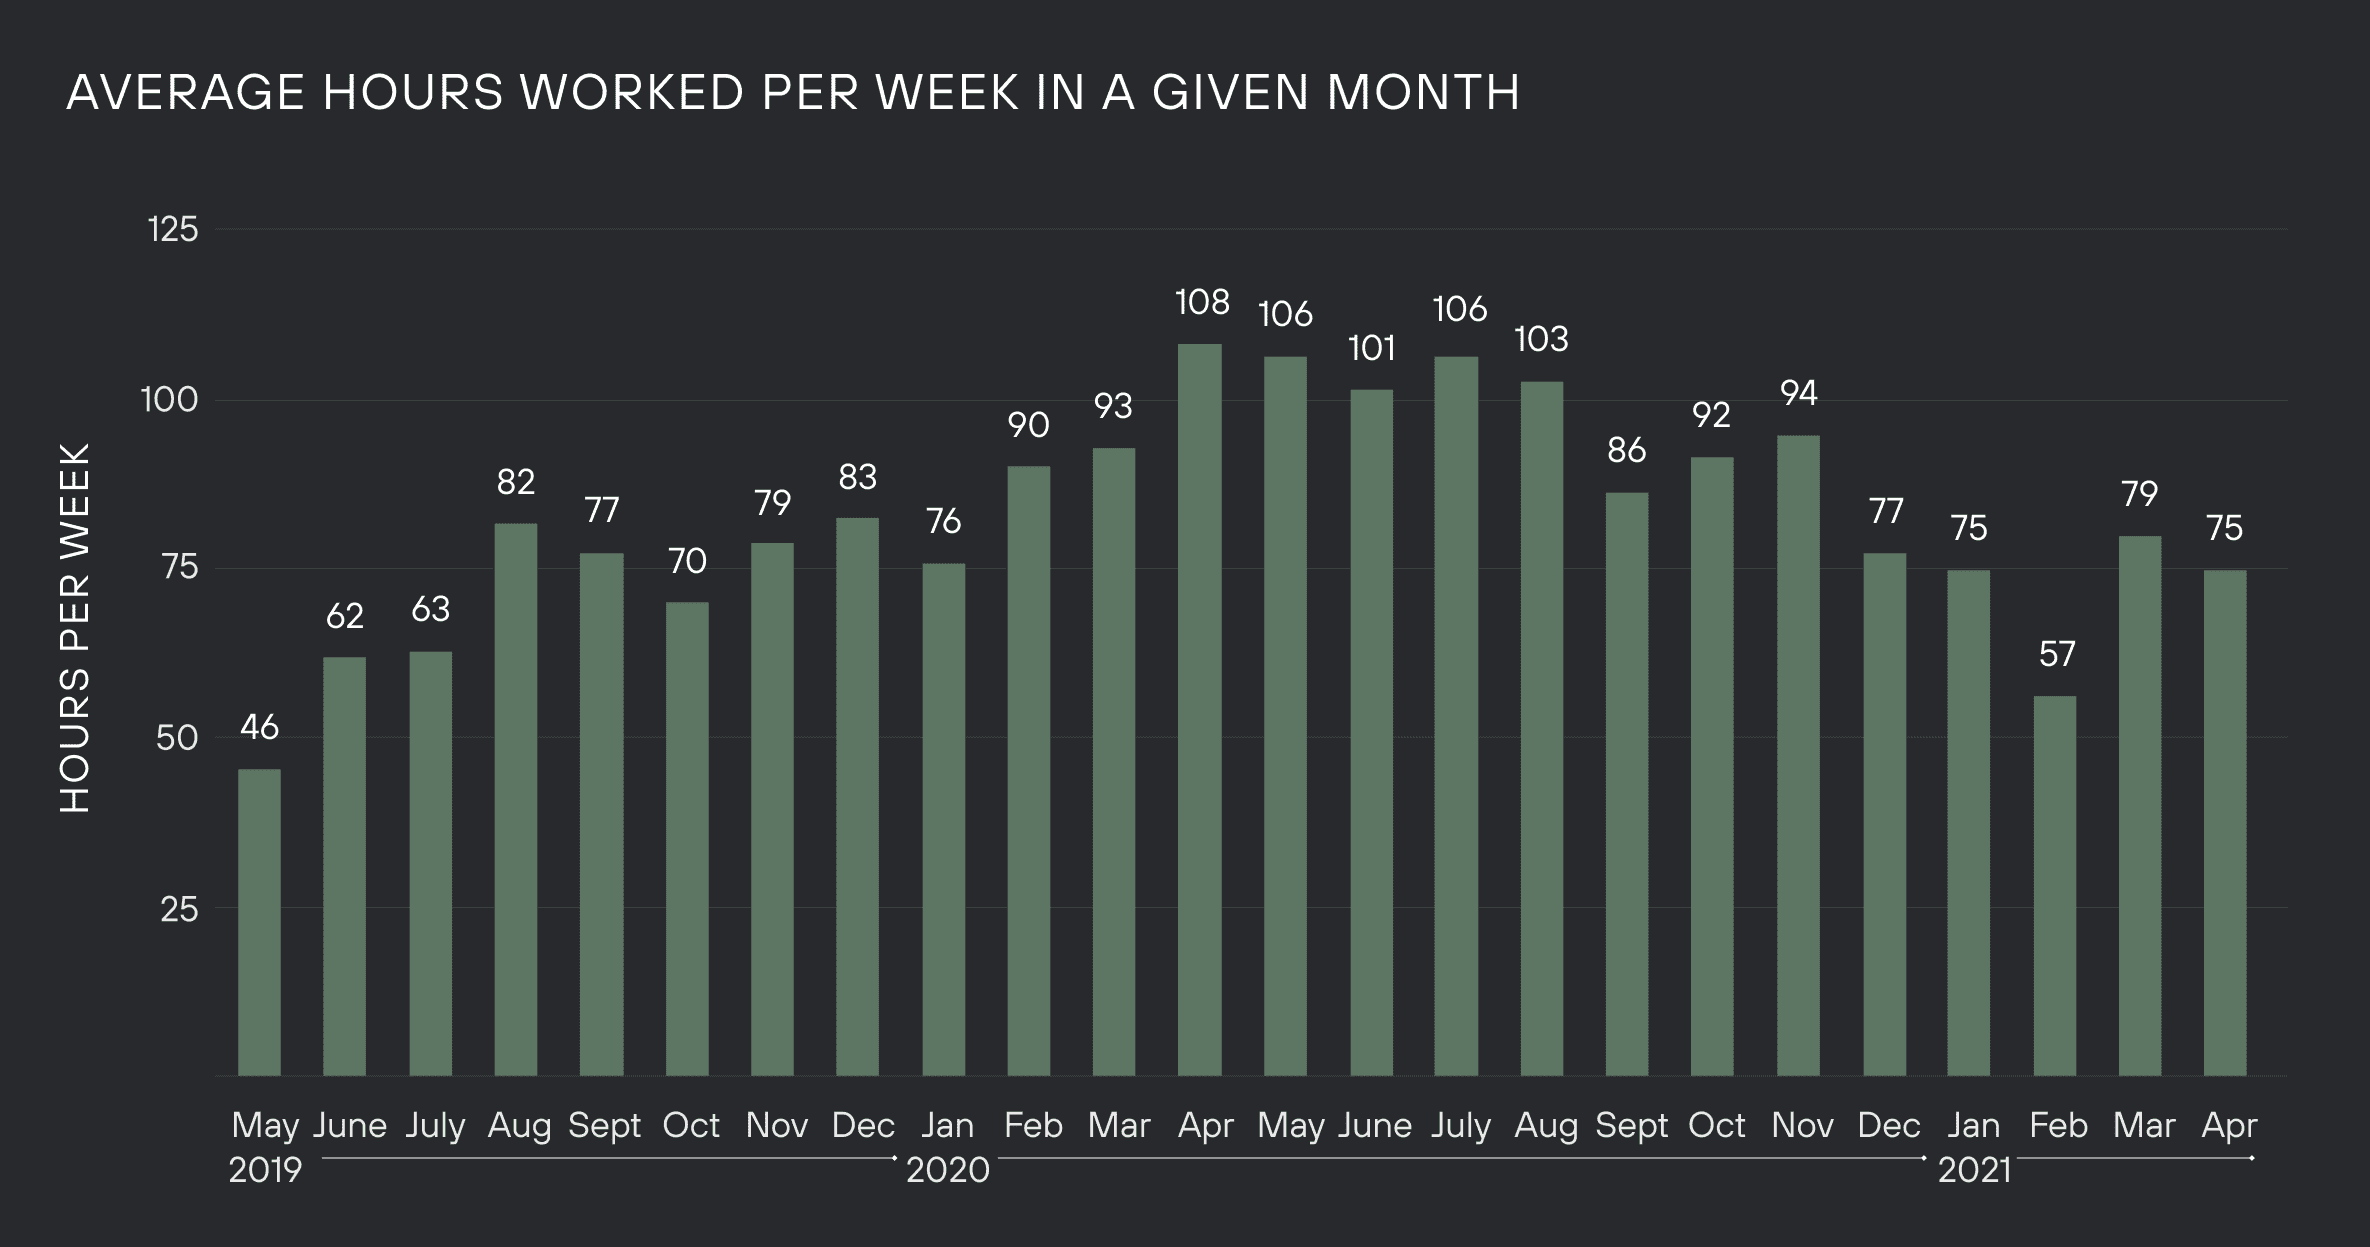 AVERAGE HOURS WORKED PER WEEK IN A GIVEN MONTH
HOURS PER WEEK
125
100
75
50
25
46 62 63 82 77 70 79 83 76 90 93 108 106 101 106 103 86 92 94 77 75 57 79 75
May June July Aug Sept Oct Nov Dec Jan Feb Mar Apr May June July Aug Sept Oct Nov Dec Jan Feb Mar Apr
2019 2020 2021